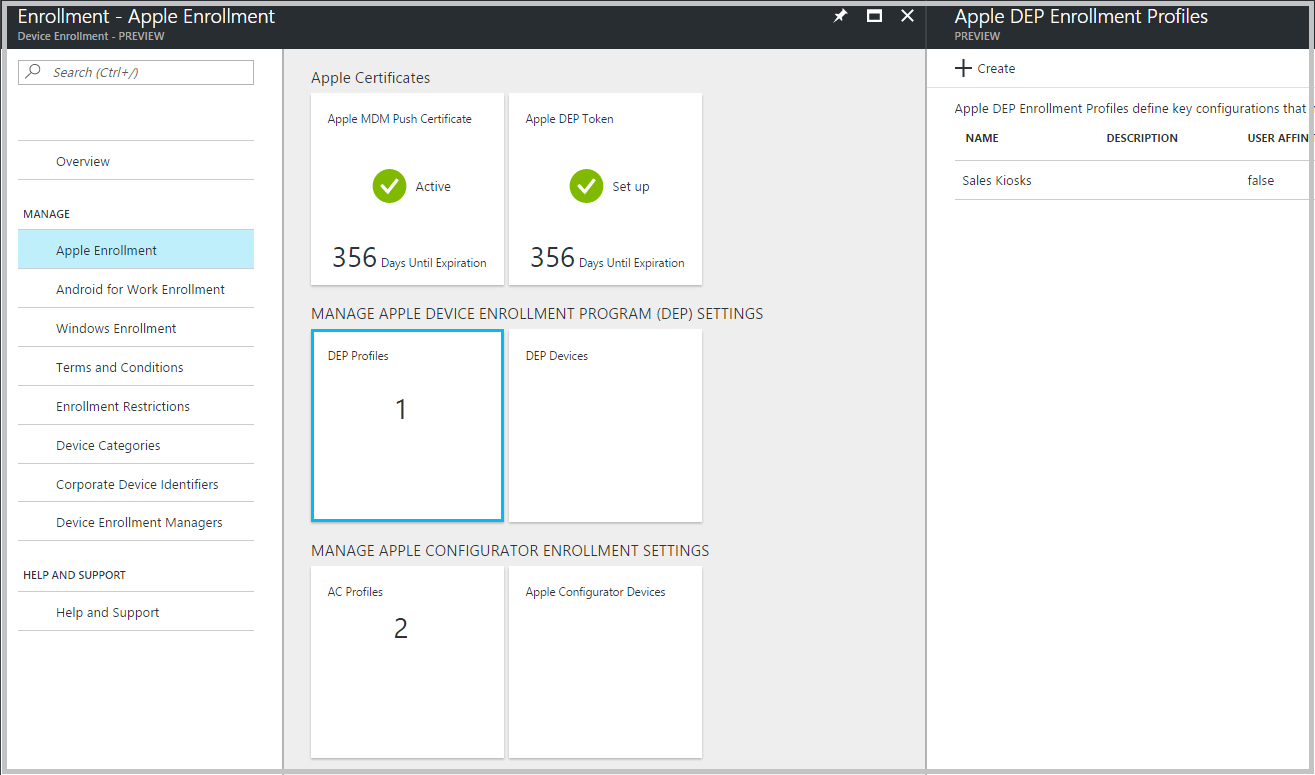 Enrollment - Apple Enrollment
Device Enrollment - PREVIEW
Search (Ctrl+/)
Overview
MANAGE
Apple Enrollment
Android for Work Enrollment
Windows Enrollment
Terms and Conditions
Enrollment Restrictions
Device Categories
Corporate Device Identifiers
Device Enrollment Managers
HELP AND SUPPORT
Help and Support
Apple Certificates
Apple MDM Push Certificate
Active
356 Days Until Expiration
Apple DEP Token
Set up
356 Days Until Expiration
MANAGE APPLE DEVICE ENROLLMENT PROGRAM (DEP) SETTINGS
DEP Profiles
1
DEP Devices
MANAGE APPLE CONFIGURATOR ENROLLMENT SETTINGS
AC Profiles
2
Apple Configurator Devices
Apple DEP Enrollment Profiles
PREVIEW
Create
Apple DEP Enrollment Profiles define key configurations that
NAME DESCRIPTION USER AFFIN
Sales Kiosks false